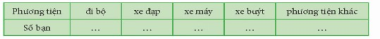 Phương tiện đi bộ xe đạp xe máy xe buýt phương tiện khác
Số bạn ... ... ... ... ...